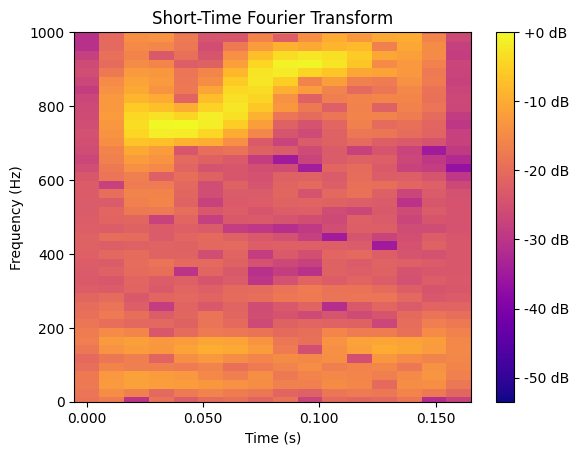 Short-Time Fourier Transform
1000
800
600
400
200
0
Frequency (Hz)
0.000
0.050
0.100
0.150
Time (s)
+0 dB
-10 dB
-20 dB
-30 dB
-40 dB
-50 dB